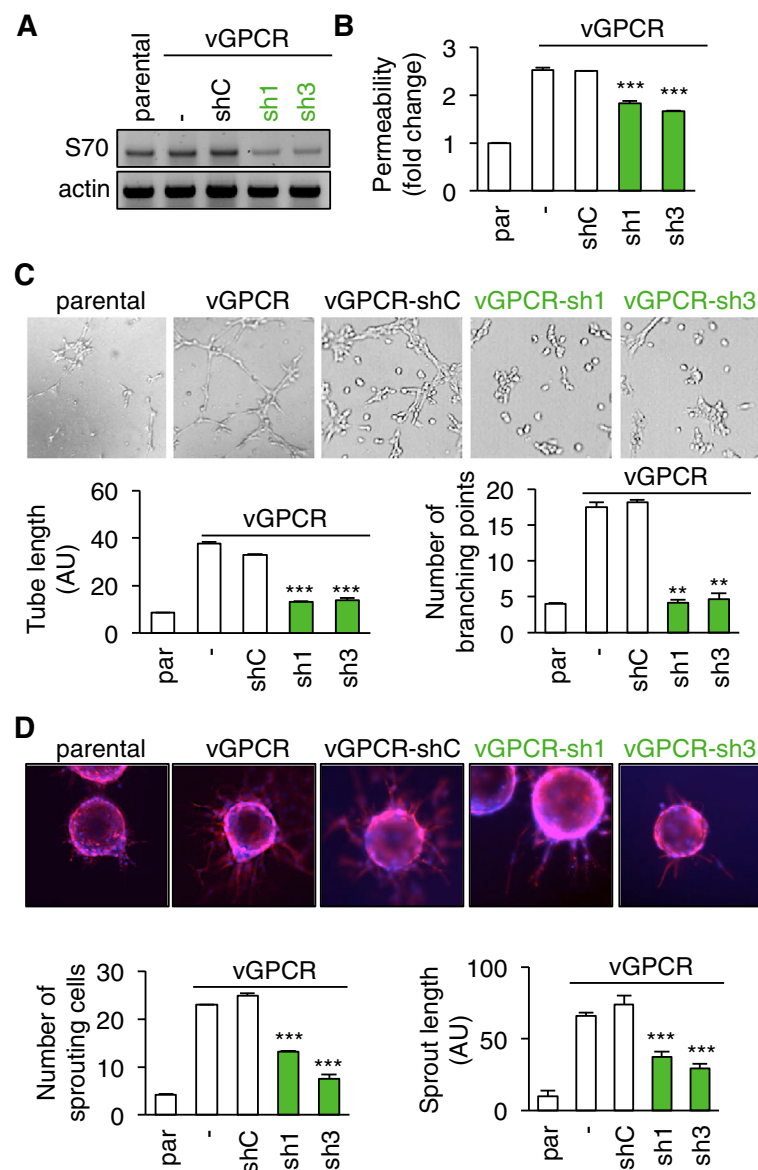 A
vGPCR
parental
-
shC
sh1
sh3
S70
actin
B
vGPCR
Permeability
(fold change)
3
2
1
0
***
***
par
-
shC
sh1
sh3
C
parental
vGPCR
vGPCR-shC
vGPCR-sh1
vGPCR-sh3
Tube length
(AU)
60
40
20
0
vGPCR
***
***
par
-
shC
sh1
sh3
Number of
branching points
20
15
10
5
0
vGPCR
**
**
par
-
shC
sh1
sh3
D
parental
vGPCR
vGPCR-shC
vGPCR-sh1
vGPCR-sh3
Number of
sprouting cells
30
20
10
0
vGPCR
***
***
par
-
shC
sh1
sh3
Sprout length
(AU)
100
50
0
vGPCR
***
***
par
-
shC
sh1
sh3